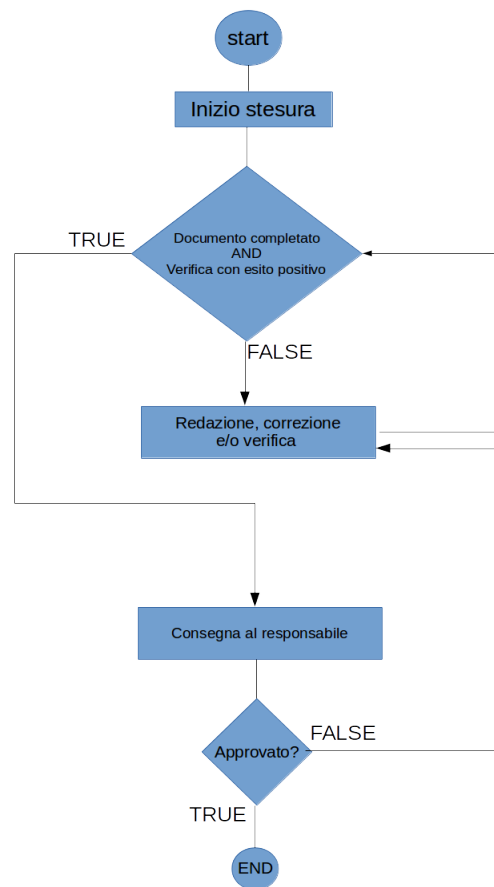 start
Inizio stesura
TRUE
Documento completato
AND
Verifica con esito positivo
FALSE
Redazione, correzione
e/o verifica
Consegna al responsabile
Approvato?
FALSE
TRUE
END